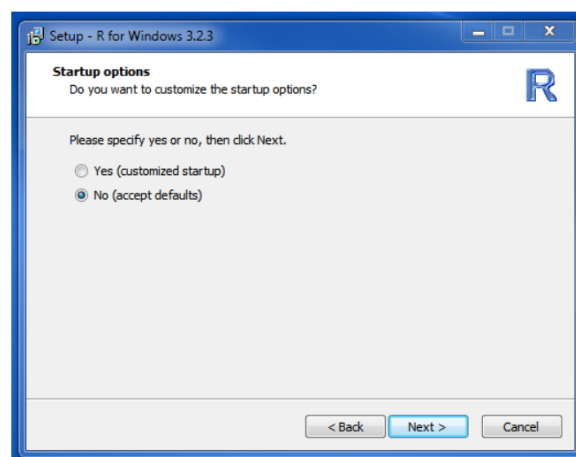 Setup - R for Windows 3.2.3
Startup options
Do you want to customize the startup options?
R
Please specify yes or no, then click Next.
Yes (customized startup)
No (accept defaults)
< Back
Next >
Cancel